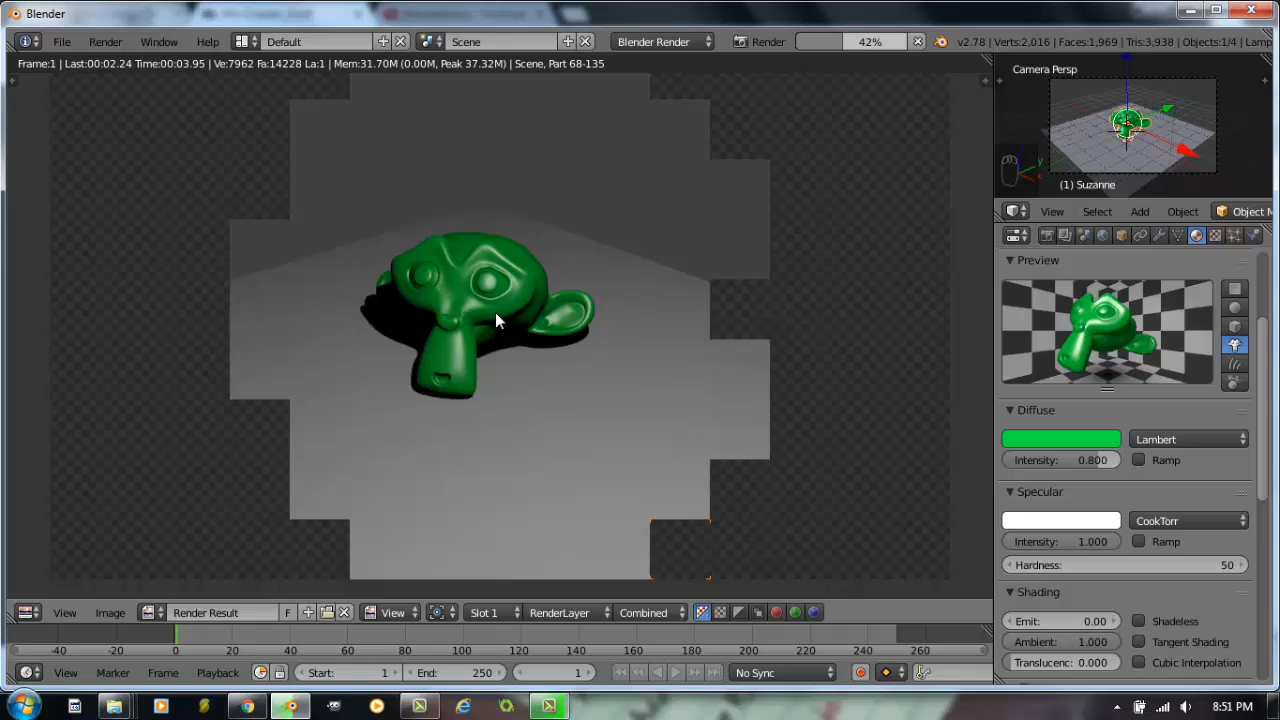 Blender
File Render Window Help Default Scene Blender Render Render 42% v2.78 | Verts:2,016 | Faces:1,969 | Tris:3,938 | Objects:1/4 | Lamp
Frame:1 | Last:00:02.24 Time:00:03.95 | Ve:7962 Fa:14228 La:1 | Mem:31.70M (0.00M, Peak 37.32M) | Scene, Part 68-135
Camera Persp
(1) Suzanne
View Select Add Object Object M
Preview
Diffuse
Lambert
Intensity: 0.800 Ramp
Specular
CookTorr
Intensity: 1.000 Ramp
Hardness: 50
Shading
Emit: 0.00 Shadeless
Ambient: 1.000 Tangent Shading
Translucenc: 0.000 Cubic Interpolation
View Image Render Result F View Slot 1 RenderLayer Combined
-40 -20 0 20 40 60 80 100 120 140 160 180 200 220 240 260
View Marker Frame Playback Start: 1 End: 250 1 No Sync
8:51 PM